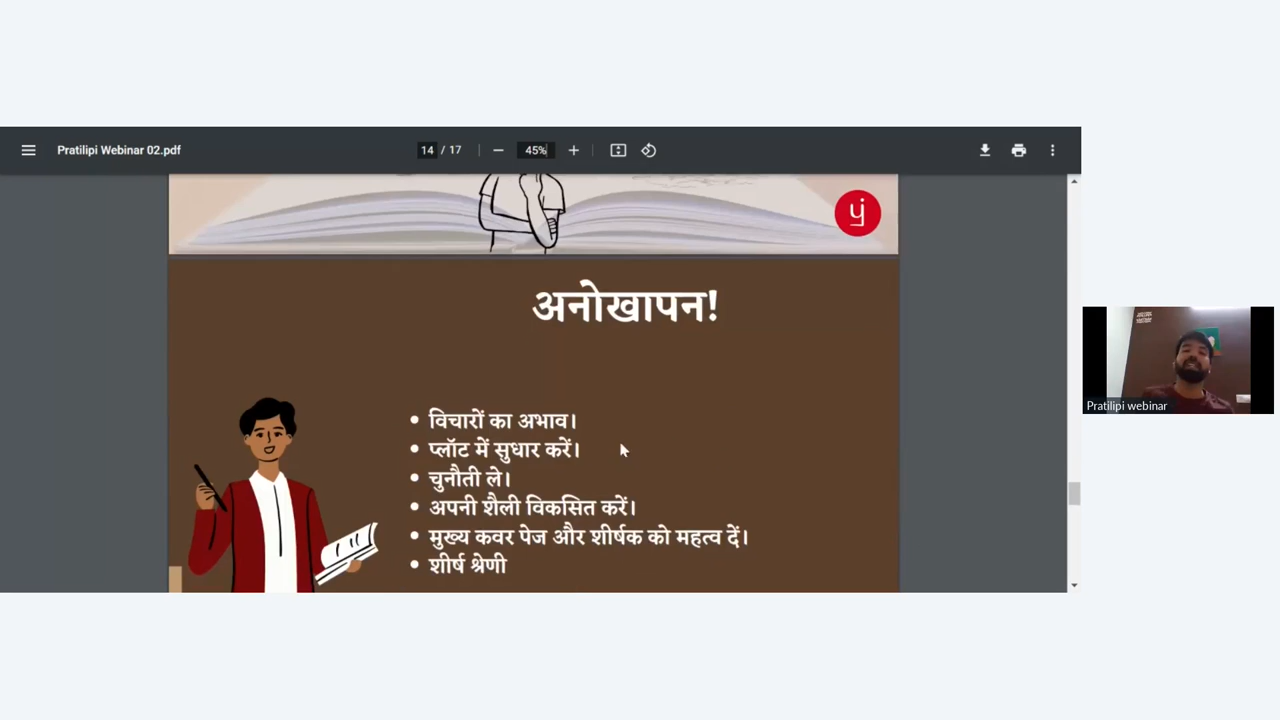 Pratilipi Webinar 02.pdf
14 / 17
45%
अनोखापन!
• विचारों का अभाव।
• प्लॉट में सुधार करें।
• चुनौती ले।
• अपनी शैली विकसित करें।
• मुख्य कवर पेज और शीर्षक को महत्व दें।
• शीर्ष श्रेणी
Pratilipi webinar